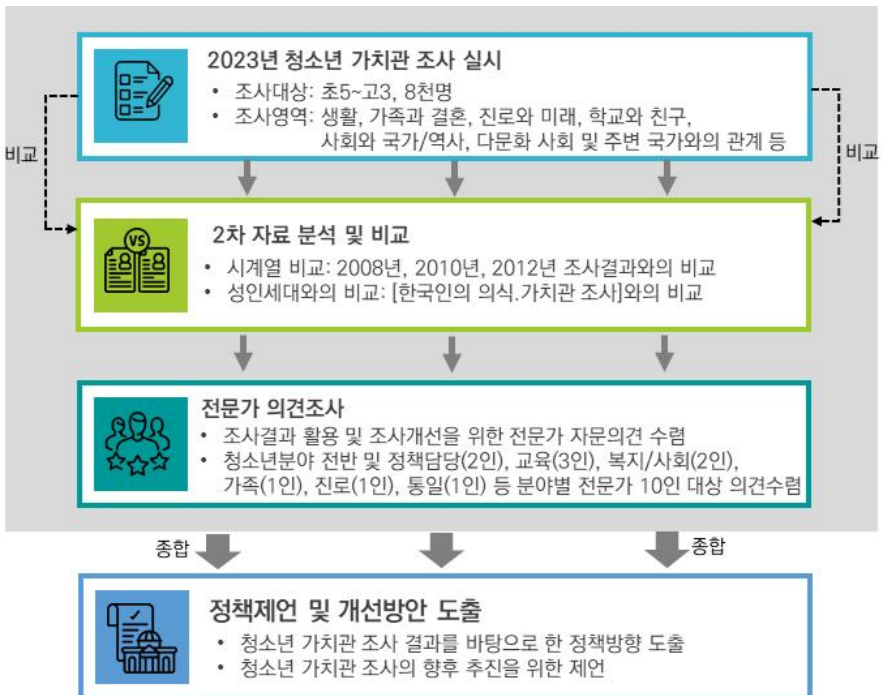 2023년 청소년 가치관 조사 실시
• 조사대상: 초5~고3, 8천명
• 조사영역: 생활, 가족과 결혼, 진로와 미래, 학교와 친구,
사회와 국가/역사, 다문화 사회 및 주변 국가와의 관계 등
비교
비교
VS
2차 자료 분석 및 비교
• 시계열 비교: 2008년, 2010년, 2012년 조사결과와의 비교
• 성인세대와의 비교: [한국인의 의식.가치관 조사]와의 비교
전문가 의견조사
• 조사결과 활용 및 조사개선을 위한 전문가 자문의견 수렴
• 청소년분야 전반 및 정책담당(2인), 교육(3인), 복지/사회(2인),
가족(1인), 진로(1인), 통일(1인) 등 분야별 전문가 10인 대상 의견수렴
종합
종합
정책제언 및 개선방안 도출
• 청소년 가치관 조사 결과를 바탕으로 한 정책방향 도출
• 청소년 가치관 조사의 향후 추진을 위한 제언